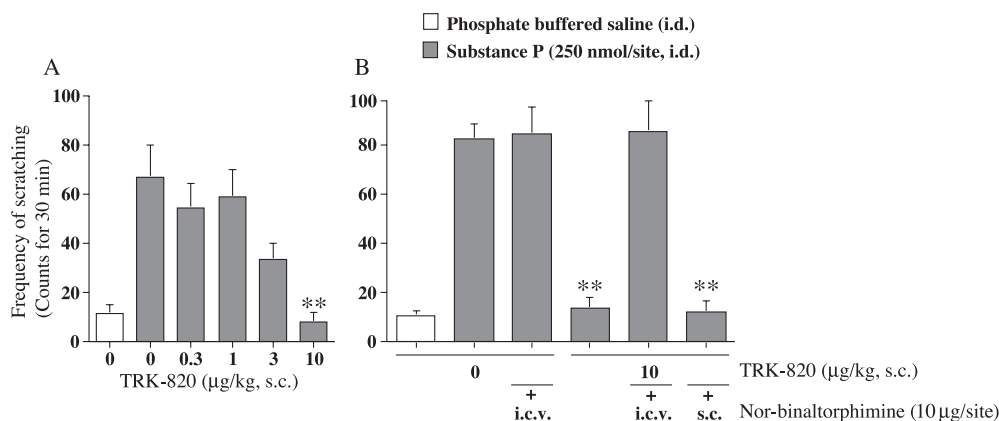 Phosphate buffered saline (i.d.)
Substance P (250 nmol/site, i.d.)
A
Frequency of scratching
(Counts for 30 min)
100
80
60
40
20
0
**
0 0 0.3 1 3 10
TRK-820 (μg/kg, s.c.)
B
100
80
60
40
20
0
** **
0 10 TRK-820 (μg/kg, s.c.)
+ + +
i.c.v. i.c.v. s.c. Nor-binaltorphimine (10 μg/site)